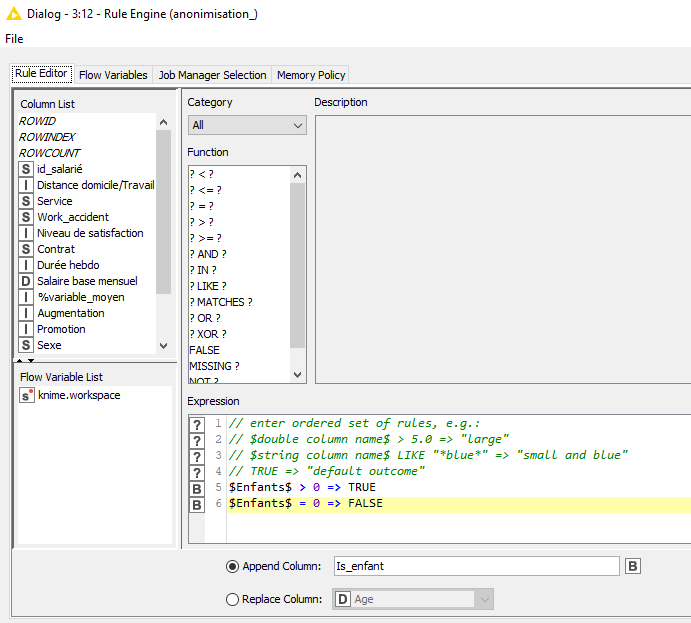 Dialog - 3:12 - Rule Engine (anonimisation_)
File
Rule Editor Flow Variables Job Manager Selection Memory Policy
Column List
ROWID
ROWINDEX
ROWCOUNT
S id_salarié
I Distance domicile/Travail
S Service
S Work_accident
I Niveau de satisfaction
S Contrat
I Durée hebdo
D Salaire base mensuel
I %variable_moyen
I Augmentation
I Promotion
S Sexe
Flow Variable List
s knime.workspace
Category
All
Function
? < ?
? <= ?
? = ?
? > ?
? >= ?
? AND ?
? IN ?
? LIKE ?
? MATCHES ?
? OR ?
? XOR ?
FALSE
MISSING ?
NOT ?
Description
Expression
? 1 // enter ordered set of rules, e.g.:
? 2 // $double column name$ > 5.0 => "large"
? 3 // $string column name$ LIKE "*blue*" => "small and blue"
? 4 // TRUE => "default outcome"
B 5 $Enfants$ > 0 => TRUE
B 6 $Enfants$ = 0 => FALSE
Append Column: Is_enfant B
Replace Column: D Age